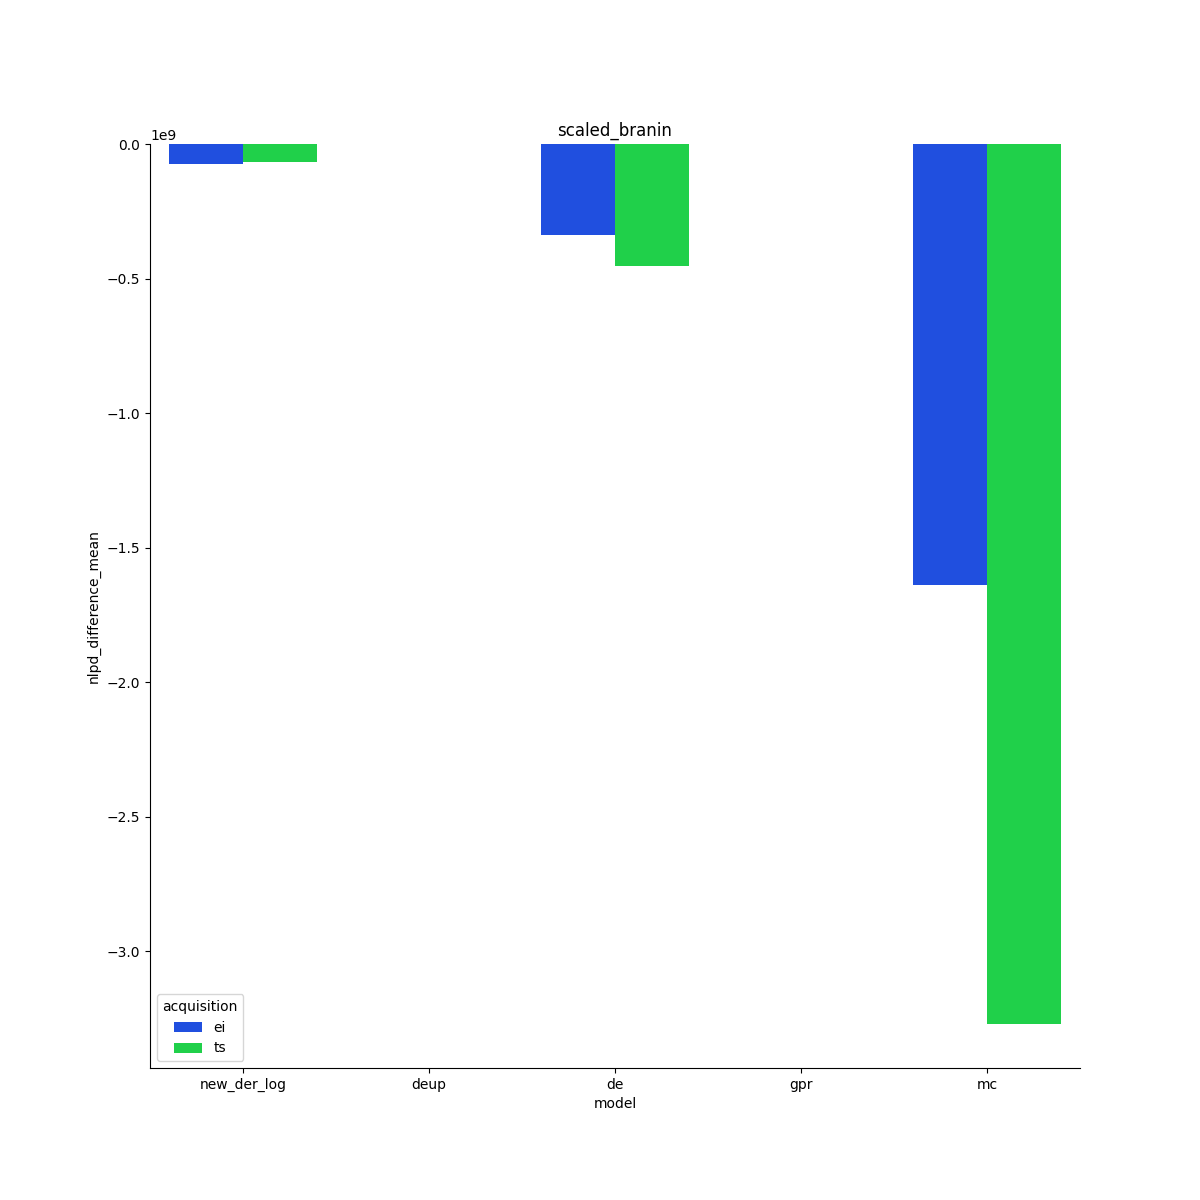 scaled_branin
1e9
0.0
−0.5
−1.0
−1.5
−2.0
−2.5
−3.0
nlpd_difference_mean
acquisition
ei
ts
new_der_log
deup
de
gpr
mc
model